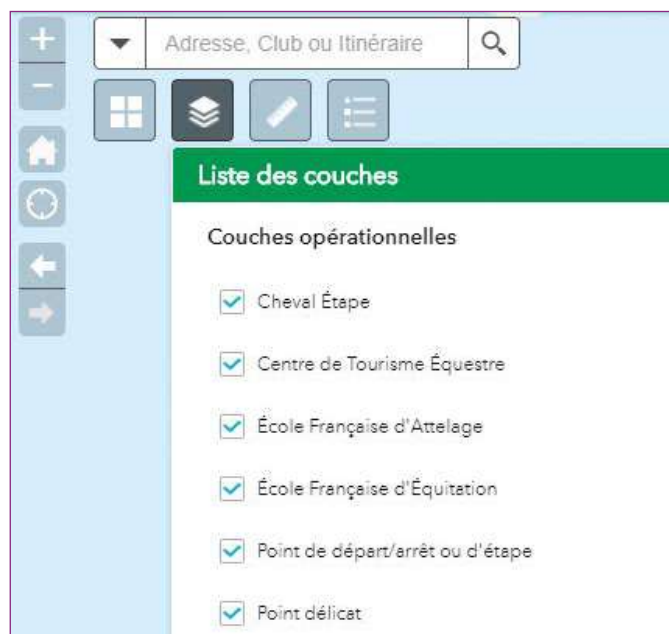 Adresse, Club ou Itinéraire
Liste des couches
Couches opérationnelles
Cheval Étape
Centre de Tourisme Équestre
École Française d'Attelage
École Française d'Équitation
Point de départ/arrêt ou d'étape
Point délicat